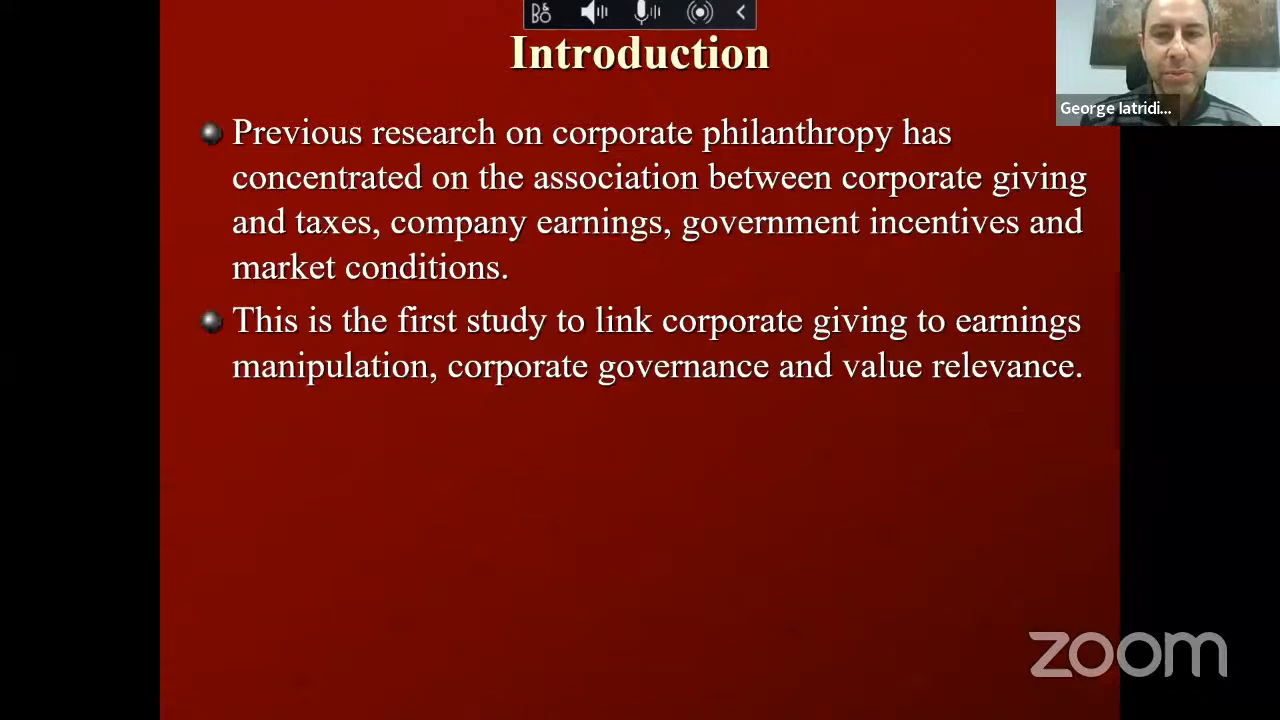 Introduction
George Iatridi...
Previous research on corporate philanthropy has
concentrated on the association between corporate giving
and taxes, company earnings, government incentives and
market conditions.
This is the first study to link corporate giving to earnings
manipulation, corporate governance and value relevance.
zoom